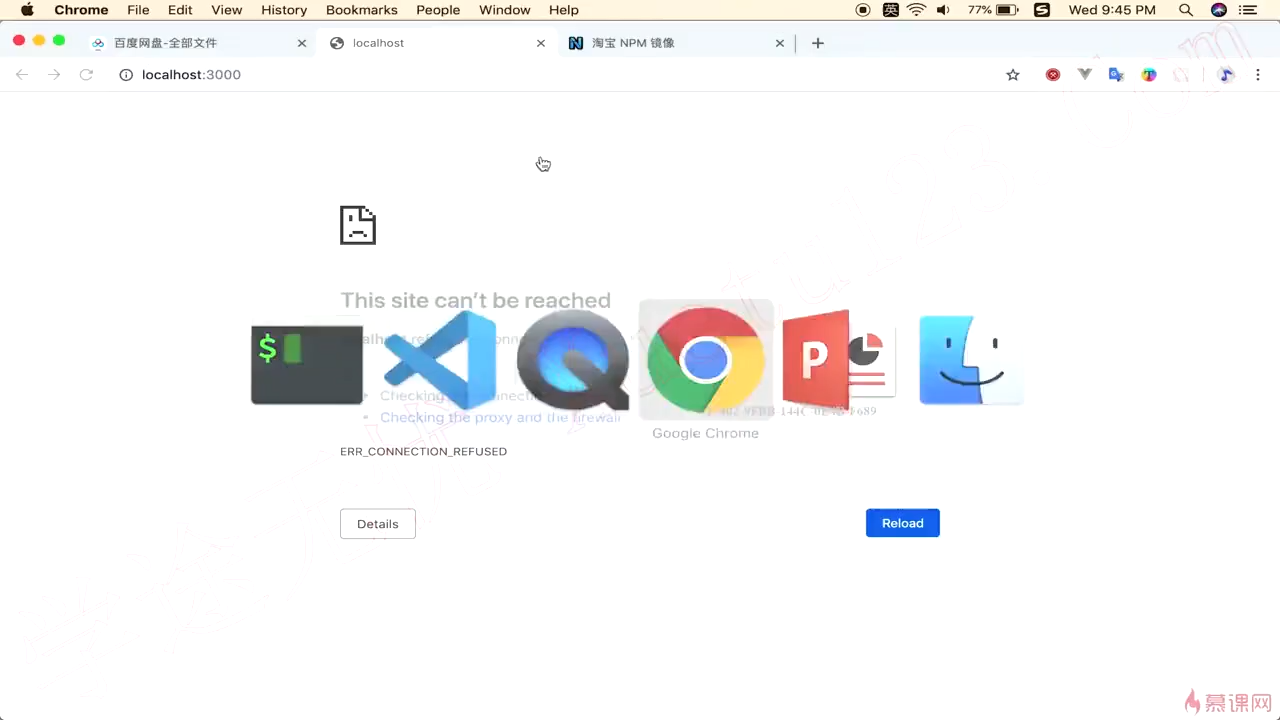 Chrome File Edit View History Bookmarks People Window Help
英 77% Wed 9:45 PM
百度网盘-全部文件
localhost
淘宝 NPM 镜像
localhost:3000
This site can't be reached
$
P
Checking the proxy and the firewall
Google Chrome
ERR_CONNECTION_REFUSED
Details
Reload
慕课网